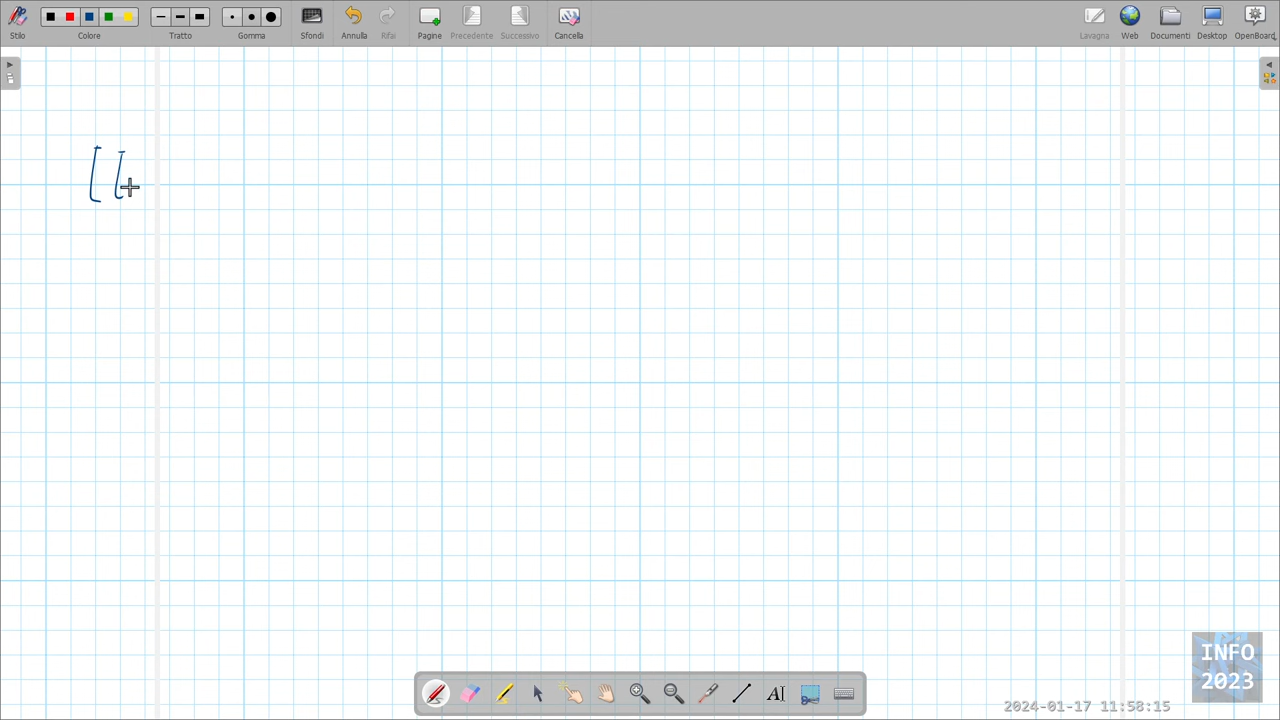 Stilo Colore Tratto Gomma Sfondi Annulla Rifai Pagine Precedente Successivo Cancella Lavagna Web Documenti Desktop OpenBoard
[[
AI
INFO
2023
2024-01-17 11:58:15